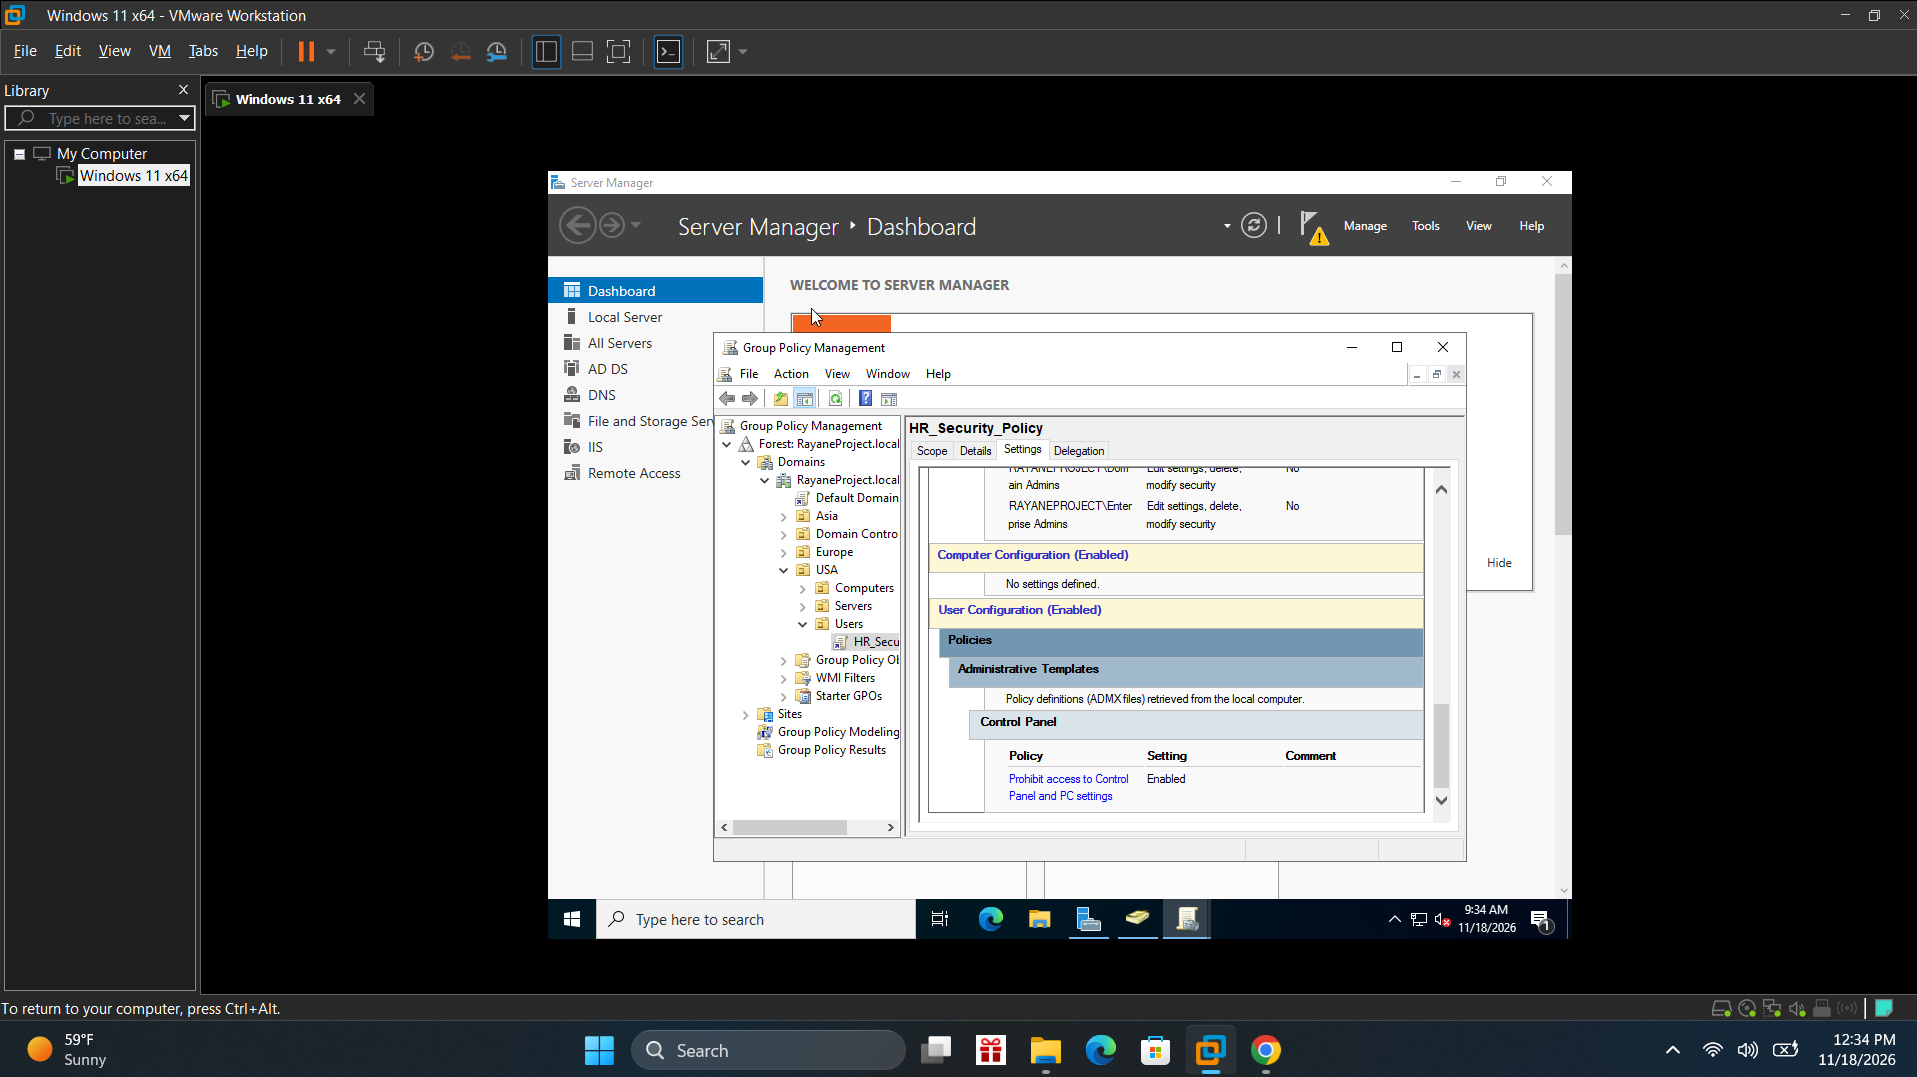 Windows 11 x64 - VMware Workstation
File Edit View VM Tabs Help
Library
Type here to sea...
My Computer
Windows 11 x64
Windows 11 x64
Server Manager
Server Manager Dashboard
Manage Tools View Help
Dashboard
Local Server
All Servers
AD DS
DNS
File and Storage Ser
IIS
Remote Access
WELCOME TO SERVER MANAGER
Hide
Group Policy Management
File Action View Window Help
Group Policy Management
Forest: RayaneProject.local
Domains
RayaneProject.local
Default Domain
Asia
Domain Contro
Europe
USA
Computers
Servers
Users
HR_Secu
Group Policy Ob
WMI Filters
Starter GPOs
Sites
Group Policy Modeling
Group Policy Results
HR_Security_Policy
Scope Details Settings Delegation
RAYANEPROJECT\Dom Edit settings, delete, No
ain Admins modify security
RAYANEPROJECT\Enter Edit settings, delete, No
prise Admins modify security
Computer Configuration (Enabled)
No settings defined.
User Configuration (Enabled)
Policies
Administrative Templates
Policy definitions (ADMX files) retrieved from the local computer.
Control Panel
Policy Setting Comment
Prohibit access to Control Enabled
Panel and PC settings
Type here to search
9:34 AM
11/18/2026
1
To return to your computer, press Ctrl+Alt.
59°F
Sunny
Search
12:34 PM
11/18/2026